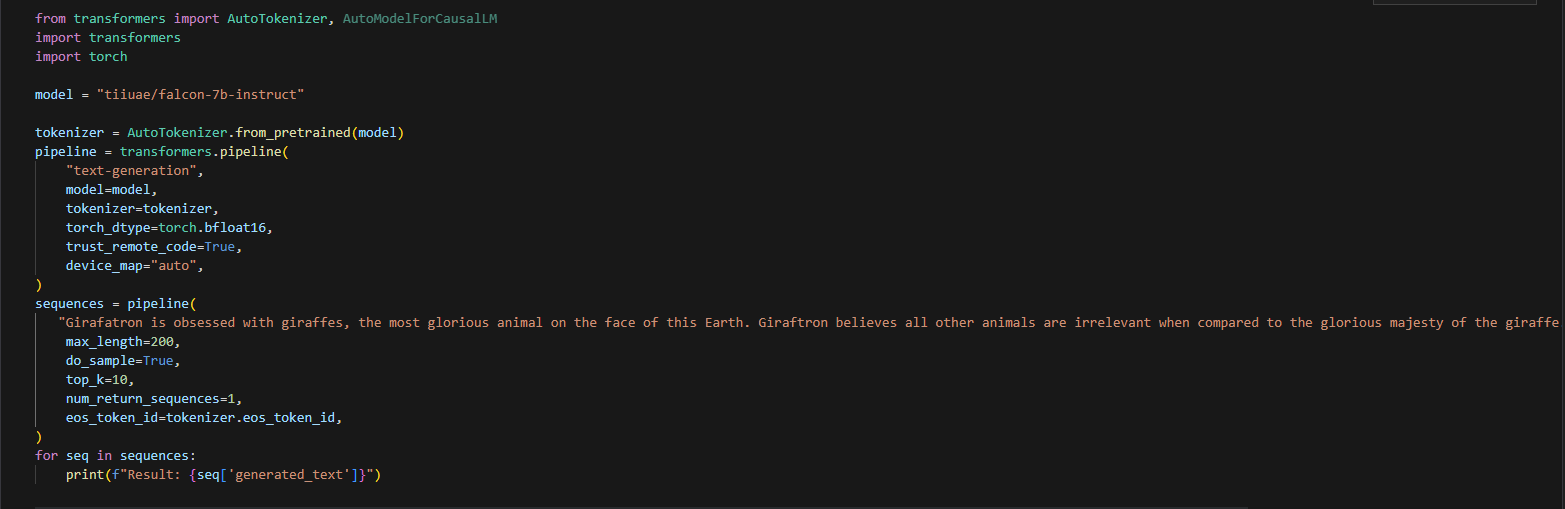 from transformers import AutoTokenizer, AutoModelForCausalLM
import transformers
import torch
model = "tiiuae/falcon-7b-instruct"
tokenizer = AutoTokenizer.from_pretrained(model)
pipeline = transformers.pipeline(
    "text-generation",
    model=model,
    tokenizer=tokenizer,
    torch_dtype=torch.bfloat16,
    trust_remote_code=True,
    device_map="auto",
)
sequences = pipeline(
   "Girafatron is obsessed with giraffes, the most glorious animal on the face of this Earth. Giraftron believes all other animals are irrelevant when compared to the glorious majesty of the giraffe
    max_length=200,
    do_sample=True,
    top_k=10,
    num_return_sequences=1,
    eos_token_id=tokenizer.eos_token_id,
)
for seq in sequences:
    print(f"Result: {seq['generated_text']}")